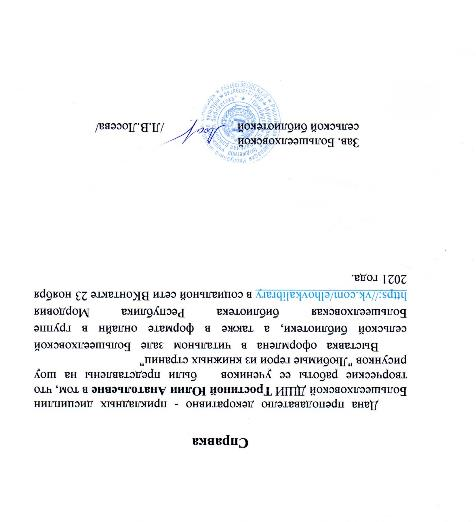 Справка
Дана преподавателю декоративно - прикладных дисциплин
Большеелховской ДШИ Тростиной Юлии Анатольевне в том, что
творческие работы ее учеников были представлены на шоу
рисунков "Любимые герои из книжных страниц"
Выставка оформлена в читальном зале Большеелховской
сельской библиотеки, а также в формате онлайн в группе
Большеелховская библиотека Республика Мордовия
https://vk.com/elhovkalibrary в социальной сети ВКонтакте 23 ноября
2021 года.
Зав. Большеелховской
сельской библиотекой /Л.В.Лосева/